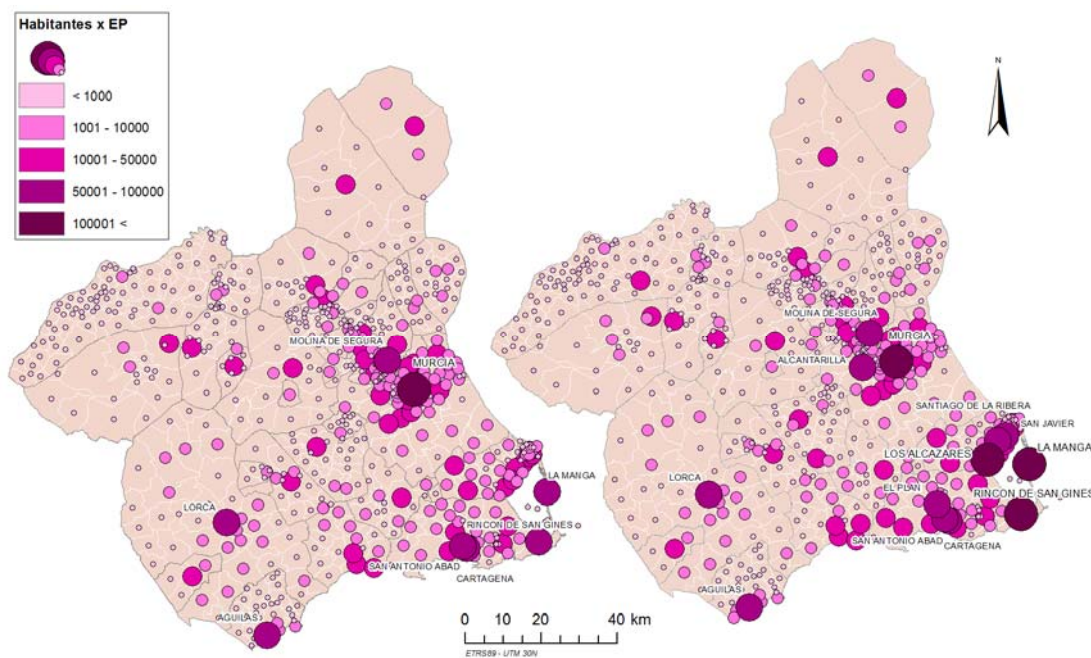 Habitantes x EP
< 1000
1001 - 10000
10001 - 50000
50001 - 100000
100001 <
N
MOLINA DE SEGURA
MURCIA
LA MANGA
LORCA
RINCON DE SAN GINES
SAN ANTONIO ABAD
CARTAGENA
AGUILAS
MOLINA DE SEGURA
MURCIA
ALCANTARILLA
SANTIAGO DE LA RIBERA
SAN JAVIER
LOS ALCAZARES
LA MANGA
LORCA
EL PLAN
RINCON DE SAN GINES
SAN ANTONIO ABAD
CARTAGENA
AGUILAS
0 20 40 km
ETRS89 - UTM 30N